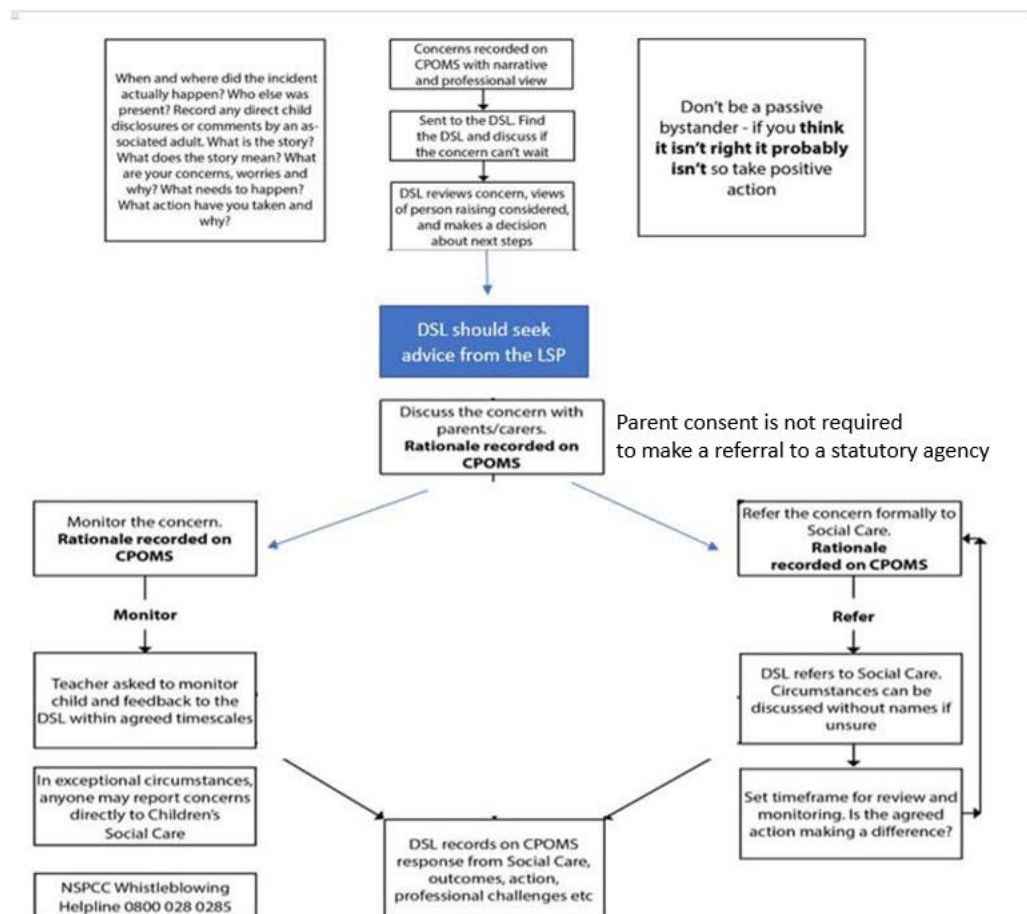 When and where did the incident
actually happen? Who else was
present? Record any direct child
disclosures or comments by an as-
sociated adult. What is the story?
What does the story mean? What
are your concerns, worries and
why? What needs to happen?
What action have you taken and
why?
Concerns recorded on
CPOMS with narrative
and professional view
Sent to the DSL. Find
the DSL and discuss if
the concern can't wait
DSL reviews concern, views
of person raising considered,
and makes a decision
about next steps
Don't be a passive
bystander - if you think
it isn't right it probably
isn't so take positive
action
DSL should seek
advice from the LSP
Discuss the concern with
parents/carers.
Rationale recorded on
CPOMS
Parent consent is not required
to make a referral to a statutory agency
Monitor the concern.
Rationale recorded on
CPOMS
Monitor
Teacher asked to monitor
child and feedback to the
DSL within agreed timescales
In exceptional circumstances,
anyone may report concerns
directly to Children's
Social Care
NSPCC Whistleblowing
Helpline 0800 028 0285
Refer the concern formally to
Social Care.
Rationale
recorded on CPOMS
Refer
DSL refers to Social Care.
Circumstances can be
discussed without names if
unsure
Set timeframe for review and
monitoring. Is the agreed
action making a difference?
DSL records on CPOMS
response from Social Care,
outcomes, action,
professional challenges etc